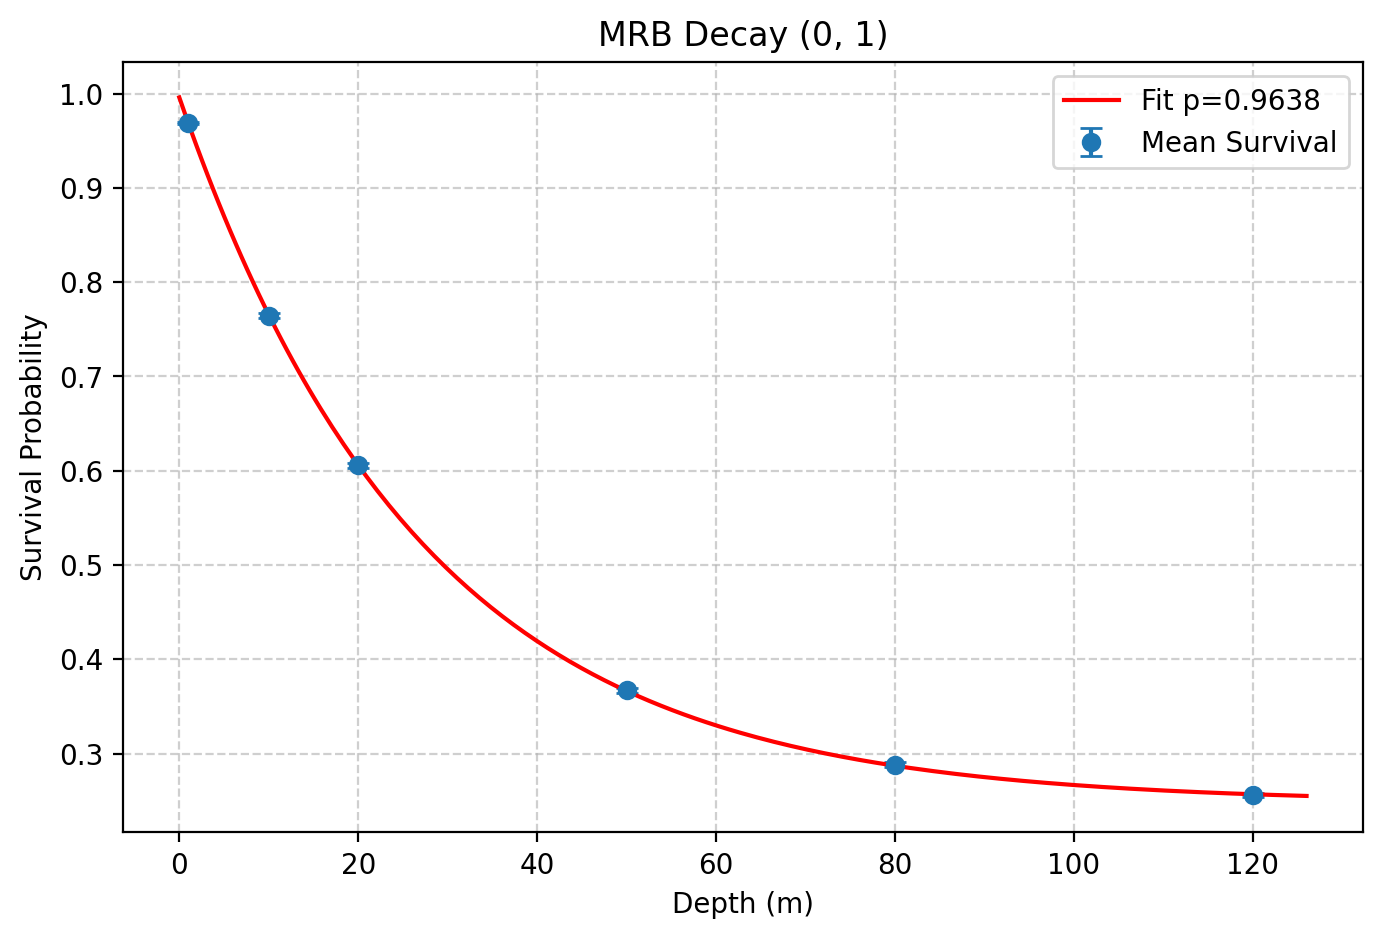 MRB Decay (0, 1)
Fit p=0.9638
Mean Survival
Survival Probability
1.0
0.9
0.8
0.7
0.6
0.5
0.4
0.3
0 20 40 60 80 100 120
Depth (m)